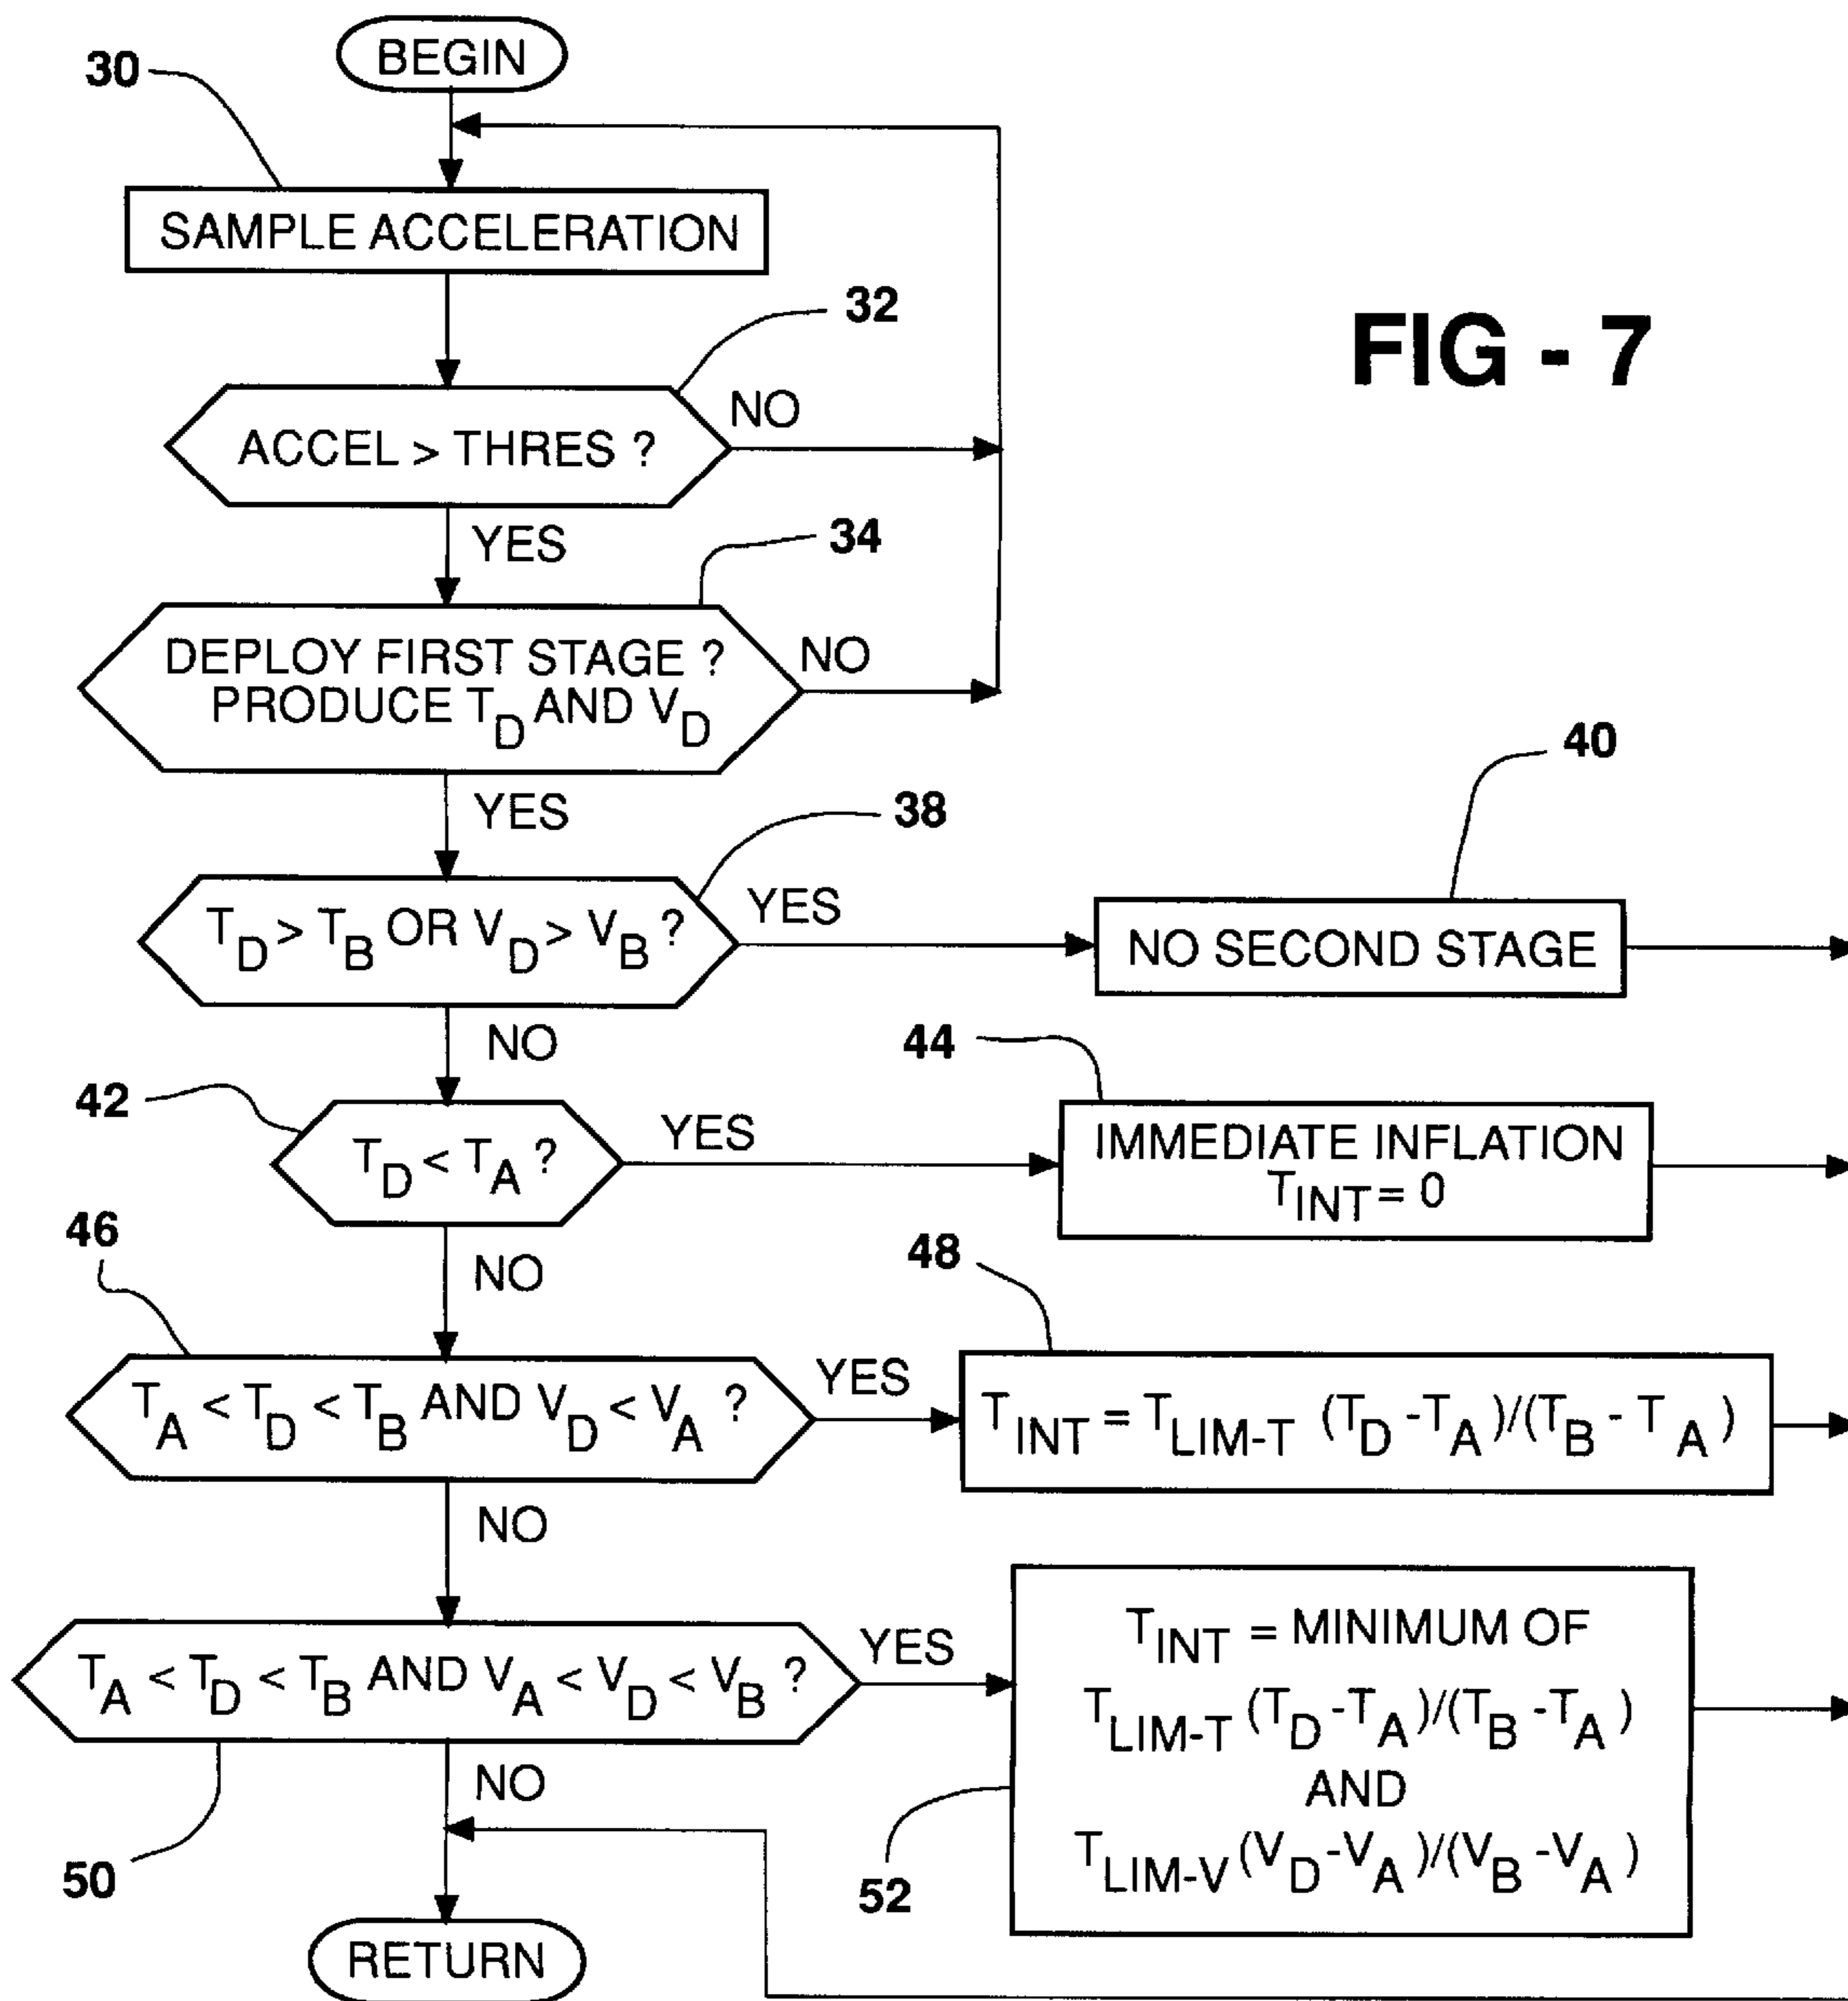 BEGIN
30
SAMPLE ACCELERATION
32
FIG - 7
ACCEL > THRES ?
NO
YES
34
DEPLOY FIRST STAGE ?
PRODUCE T_D AND V_D
NO
YES
38
40
T_D > T_B OR V_D > V_B ?
YES
NO SECOND STAGE
NO
42
44
T_D < T_A ?
YES
IMMEDIATE INFLATION
T_INT = 0
NO
46
48
T_A < T_D < T_B AND V_D < V_A ?
YES
T_INT = T_LIM-T (T_D - T_A)/(T_B - T_A)
NO
T_A < T_D < T_B AND V_A < V_D < V_B ?
YES
T_INT = MINIMUM OF
T_LIM-T (T_D - T_A)/(T_B - T_A)
AND
T_LIM-V (V_D - V_A)/(V_B - V_A)
NO
50
52
RETURN